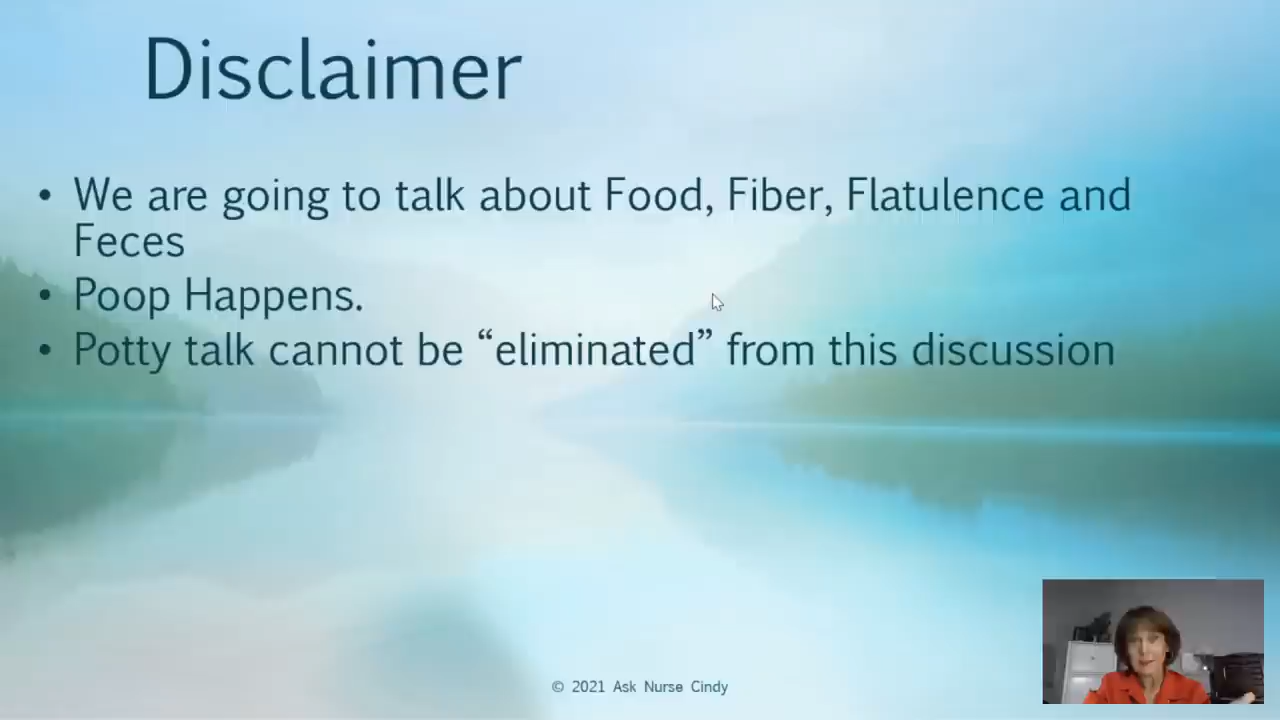 Disclaimer
• We are going to talk about Food, Fiber, Flatulence and
Feces
• Poop Happens.
• Potty talk cannot be “eliminated” from this discussion
© 2021 Ask Nurse Cindy